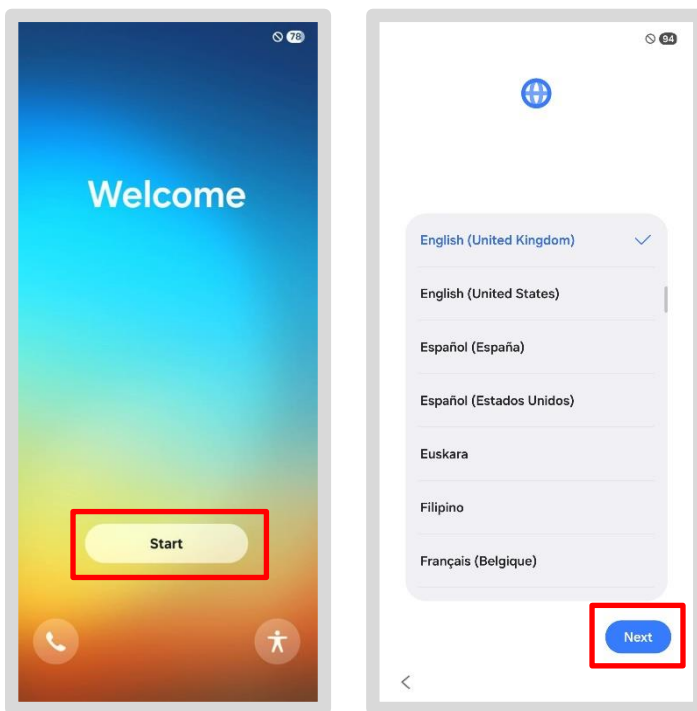 78
Welcome
Start
94
English (United Kingdom)
English (United States)
Español (España)
Español (Estados Unidos)
Euskara
Filipino
Français (Belgique)
Next